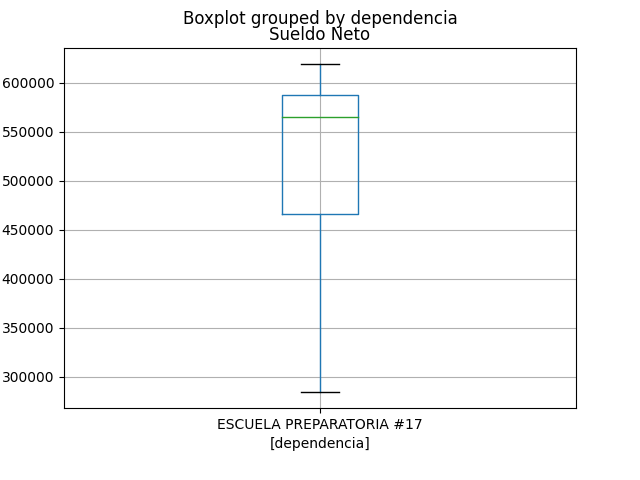 Boxplot grouped by dependencia
Sueldo Neto
600000
550000
500000
450000
400000
350000
300000
ESCUELA PREPARATORIA #17
[dependencia]